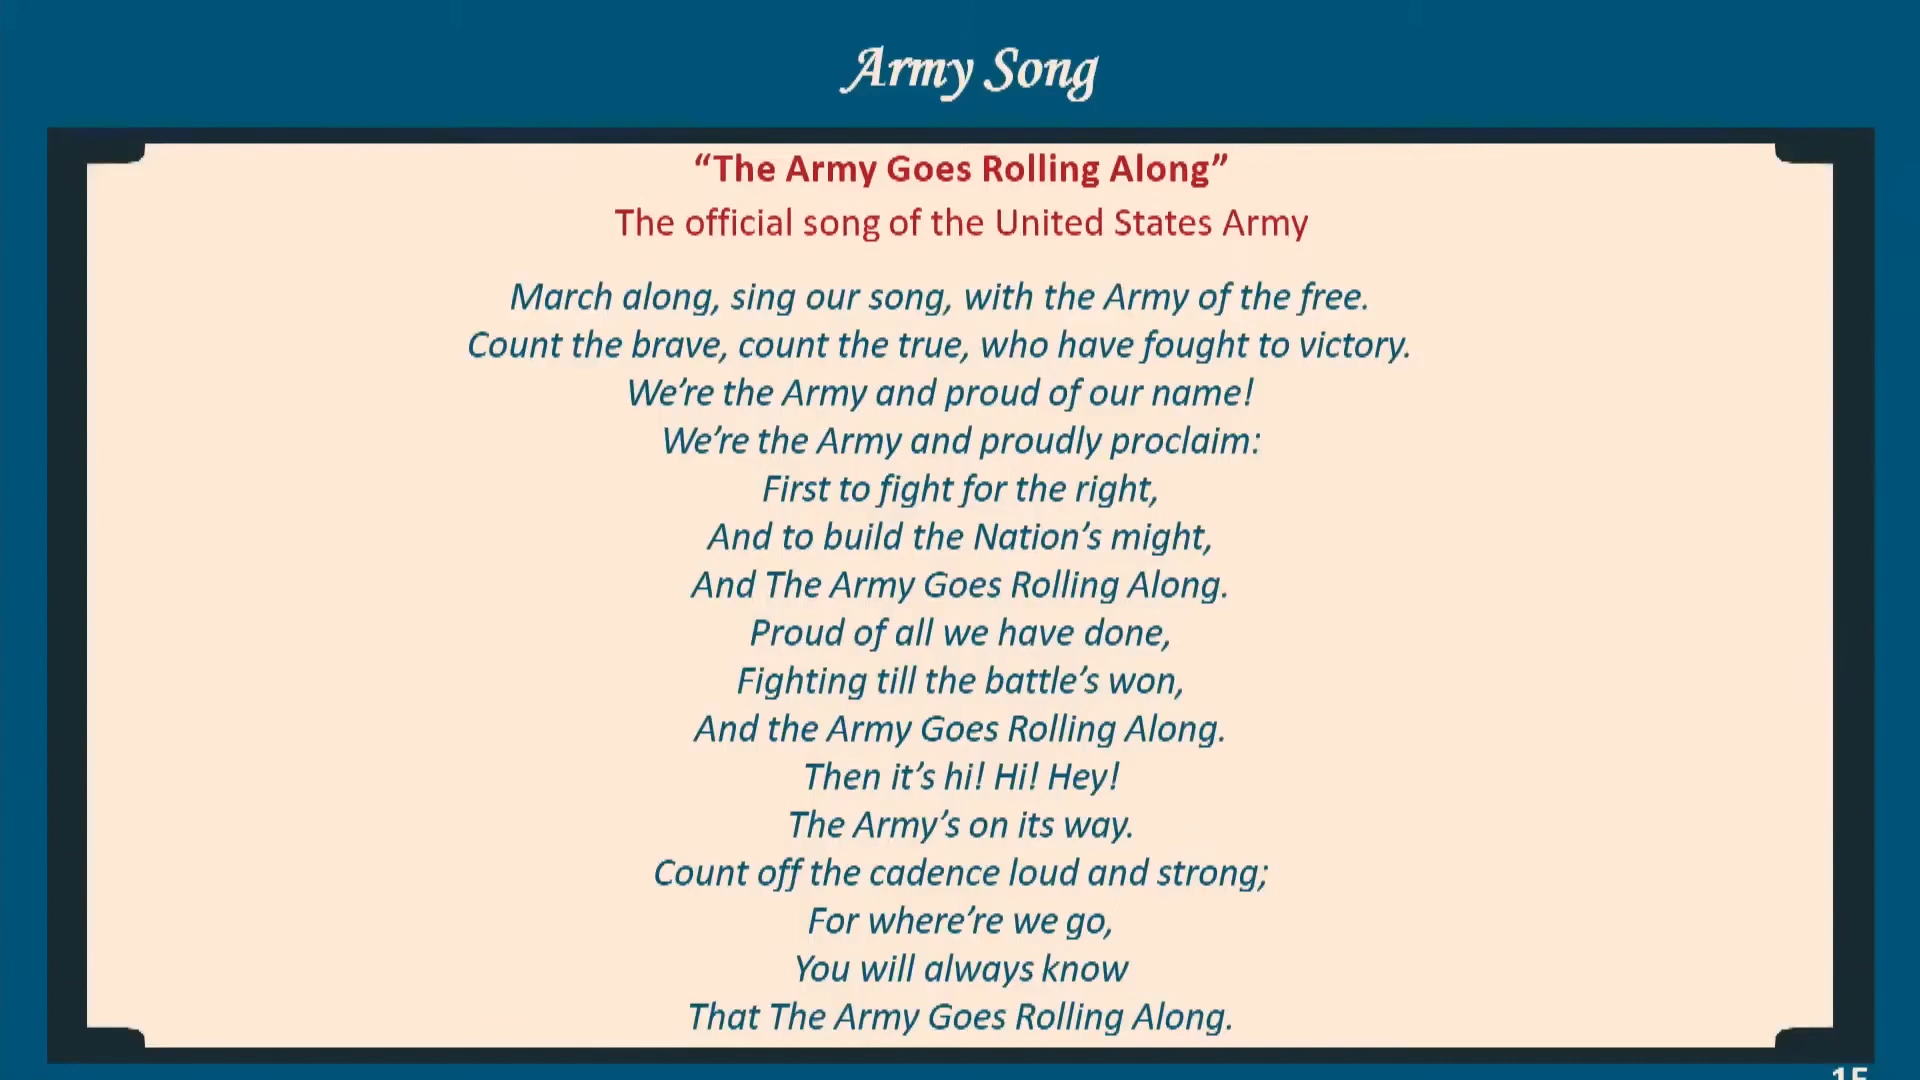 Army Song
“The Army Goes Rolling Along”
The official song of the United States Army
March along, sing our song, with the Army of the free.
Count the brave, count the true, who have fought to victory.
We’re the Army and proud of our name!
We’re the Army and proudly proclaim:
First to fight for the right,
And to build the Nation’s might,
And The Army Goes Rolling Along.
Proud of all we have done,
Fighting till the battle’s won,
And the Army Goes Rolling Along.
Then it’s hi! Hi! Hey!
The Army’s on its way.
Count off the cadence loud and strong;
For where’re we go,
You will always know
That The Army Goes Rolling Along.